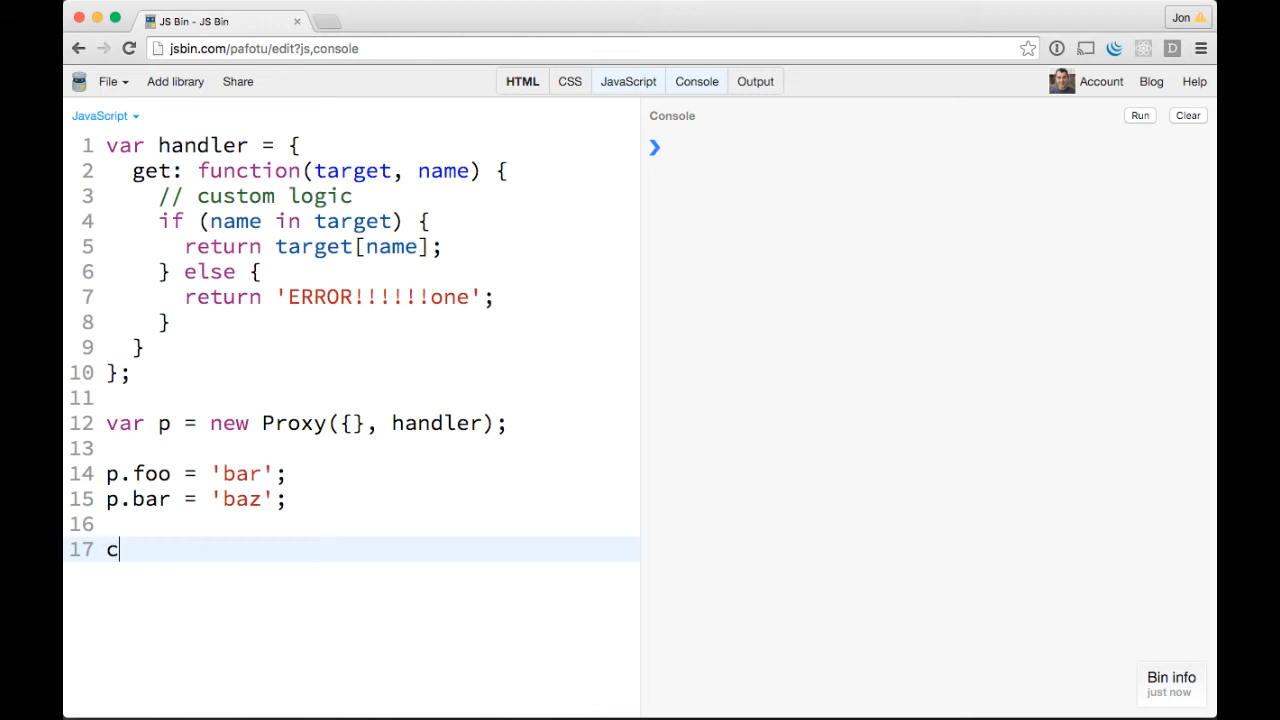 JS Bin - JS Bin
Jon
jsbin.com/pafotu/edit?js,console
File Add library Share HTML CSS JavaScript Console Output Account Blog Help
JavaScript
1 var handler = {
2 get: function(target, name) {
3 // custom logic
4 if (name in target) {
5 return target[name];
6 } else {
7 return 'ERROR!!!!!!one';
8 }
9 }
10 };
11
12 var p = new Proxy({}, handler);
13
14 p.foo = 'bar';
15 p.bar = 'baz';
16
17 c
Console Run Clear
Bin info
just now